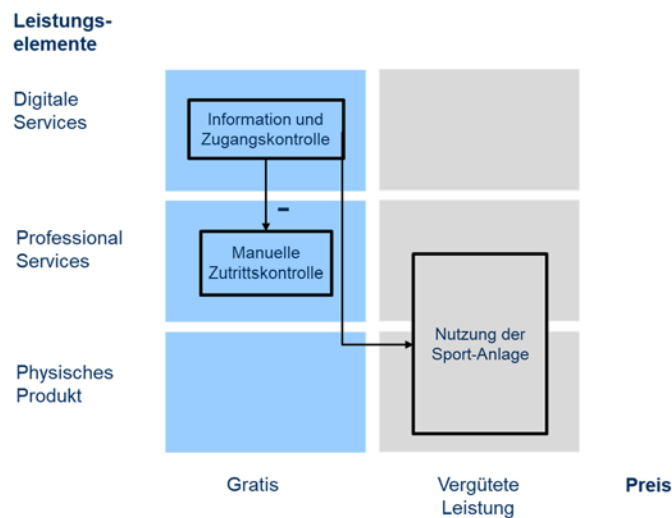 Leistungs-
elemente
Digitale
Services
Information und
Zugangskontrolle
–
Professional
Services
Manuelle
Zutrittskontrolle
Nutzung der
Sport-Anlage
Physisches
Produkt
Gratis
Vergütete
Leistung
Preis